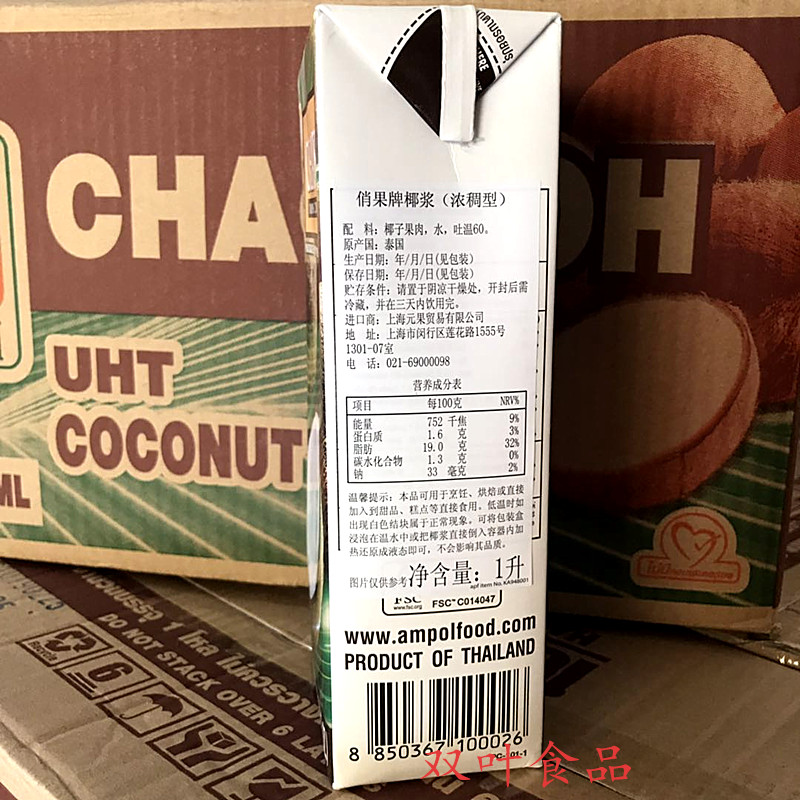 CHA
OH
UHT
COCONUT
ML
HERE
俏果牌椰浆（浓稠型）
配　料：椰子果肉，水，吐温60。
原产国：泰国
生产日期：年/月/日(见包装)
保存日期：年/月/日(见包装)
贮存条件：请置于阴凉干燥处，开封后需
冷藏，并在三天内饮用完。
进口商：上海元果贸易有限公司
地　址：上海市闵行区莲花路1555号
1301-07室
电　话：021-69000098
营养成分表
项目 每100克 NRV%
能量 752 千焦 9%
蛋白质 1.6 克 3%
脂肪 19.0 克 32%
碳水化合物 1.3 克 0%
钠 33 毫克 2%
温馨提示：本品可用于烹饪、烘焙或直接
加入到甜品、糕点等直接食用。低温时如
出现白色结块属于正常现象。可将包装盒
浸泡在温水中或把椰浆直接倒入容器内加
热还原成液态即可，不会影响其品质。
图片仅供参考 净含量：1升
FSC
www.fsc.org
FSC™ C014047
www.ampolfood.com
PRODUCT OF THAILAND
8 850367 100026
DO NOT STACK OVER 6 LA
双叶食品